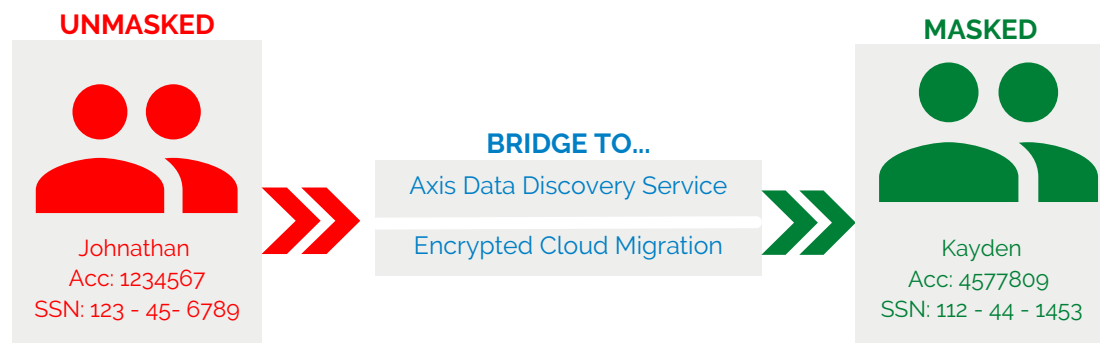 UNMASKED
Johnathan
Acc: 1234567
SSN: 123 - 45- 6789
BRIDGE TO...
Axis Data Discovery Service
Encrypted Cloud Migration
MASKED
Kayden
Acc: 4577809
SSN: 112 - 44 - 1453